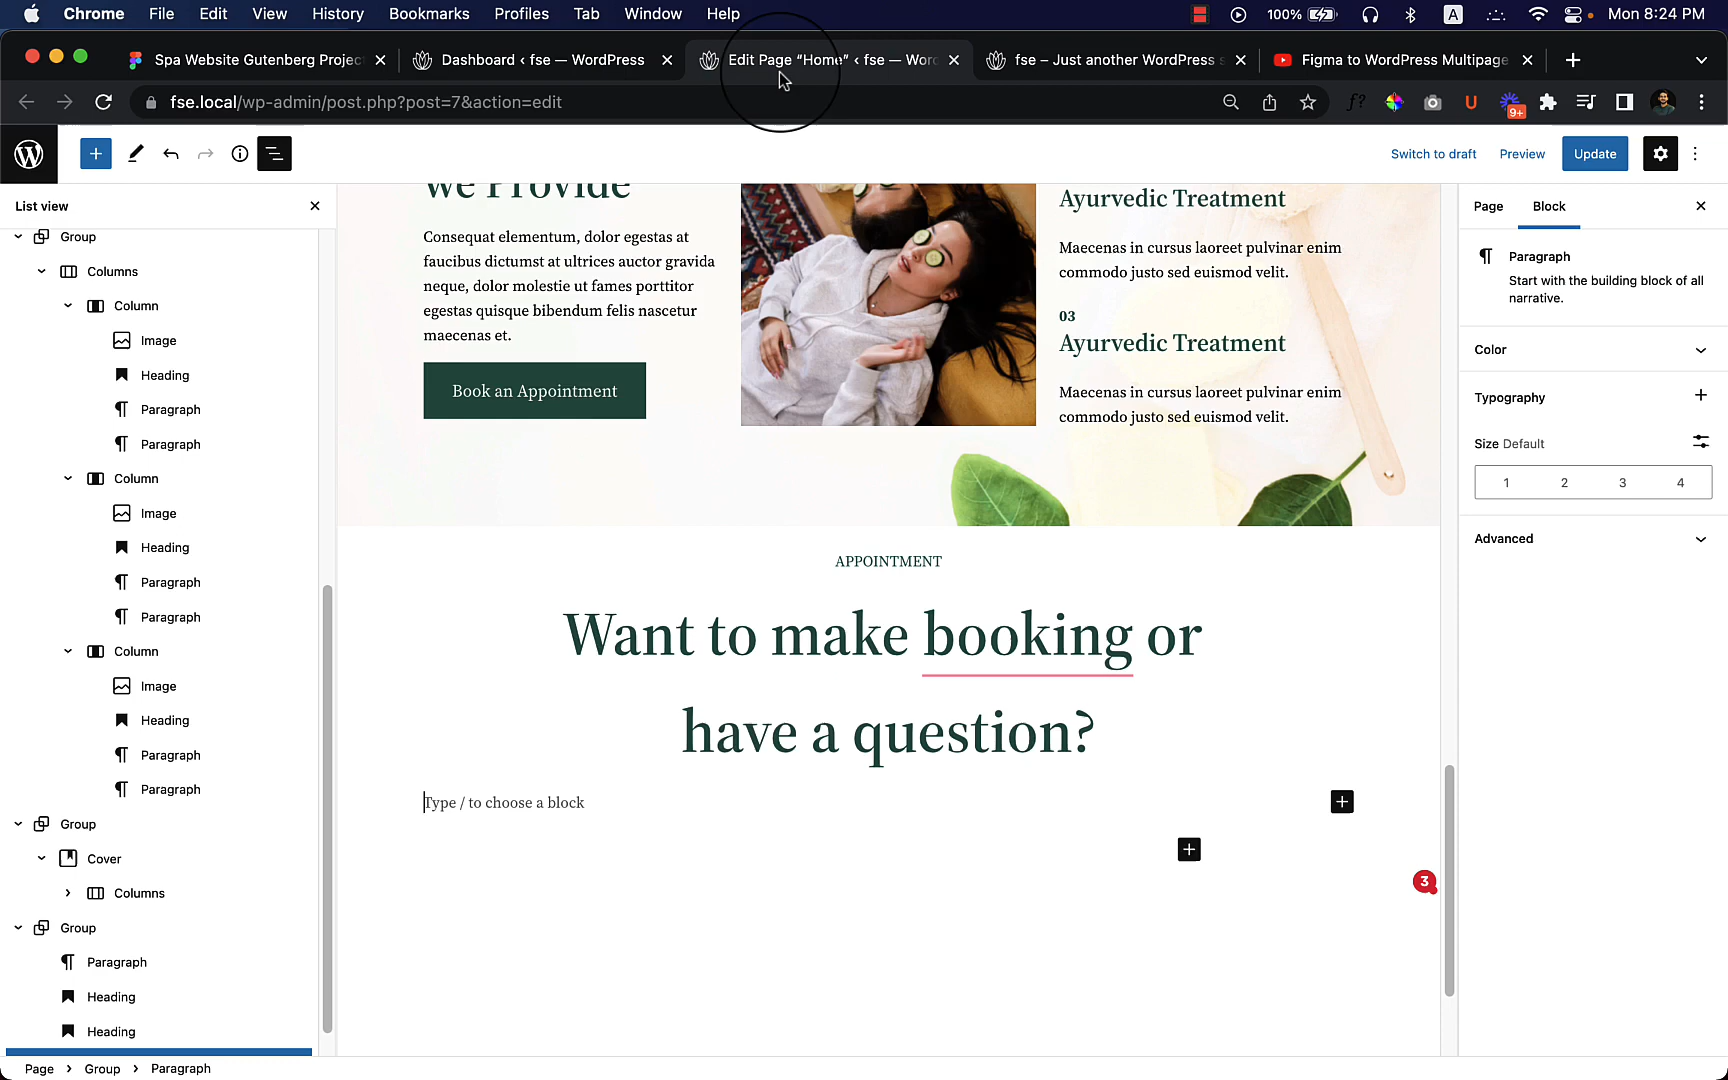 Chrome File Edit View History Bookmarks Profiles Tab Window Help 100% A Mon 8:24 PM
Spa Website Gutenberg Projec
Dashboard ‹ fse — WordPress
Edit Page “Home” ‹ fse — Wor
fse – Just another WordPress s
Figma to WordPress Multipage
fse.local/wp-admin/post.php?post=7&action=edit
f?
U
9+
Switch to draft
Preview
Update
List view
Group
Columns
Column
Image
Heading
Paragraph
Paragraph
Column
Image
Heading
Paragraph
Paragraph
Column
Image
Heading
Paragraph
Paragraph
Group
Cover
Columns
Group
Paragraph
Heading
Heading
we Provide
Consequat elementum, dolor egestas at
faucibus dictumst at ultrices auctor gravida
neque, dolor molestie ut fames porttitor
egestas quisque bibendum felis nascetur
maecenas et.
Book an Appointment
Ayurvedic Treatment
Maecenas in cursus laoreet pulvinar enim
commodo justo sed euismod velit.
03
Ayurvedic Treatment
Maecenas in cursus laoreet pulvinar enim
commodo justo sed euismod velit.
APPOINTMENT
Want to make booking or
have a question?
Type / to choose a block
3
Page
Block
Paragraph
Start with the building block of all
narrative.
Color
Typography
Size Default
1 2 3 4
Advanced
Page › Group › Paragraph